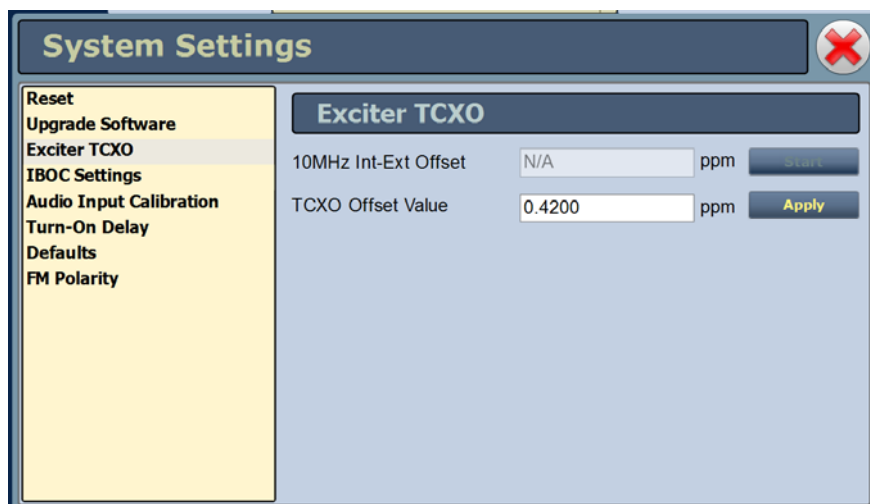 System Settings
Reset
Upgrade Software
Exciter TCXO
IBOC Settings
Audio Input Calibration
Turn-On Delay
Defaults
FM Polarity
Exciter TCXO
10MHz Int-Ext Offset N/A ppm Start
TCXO Offset Value 0.4200 ppm Apply